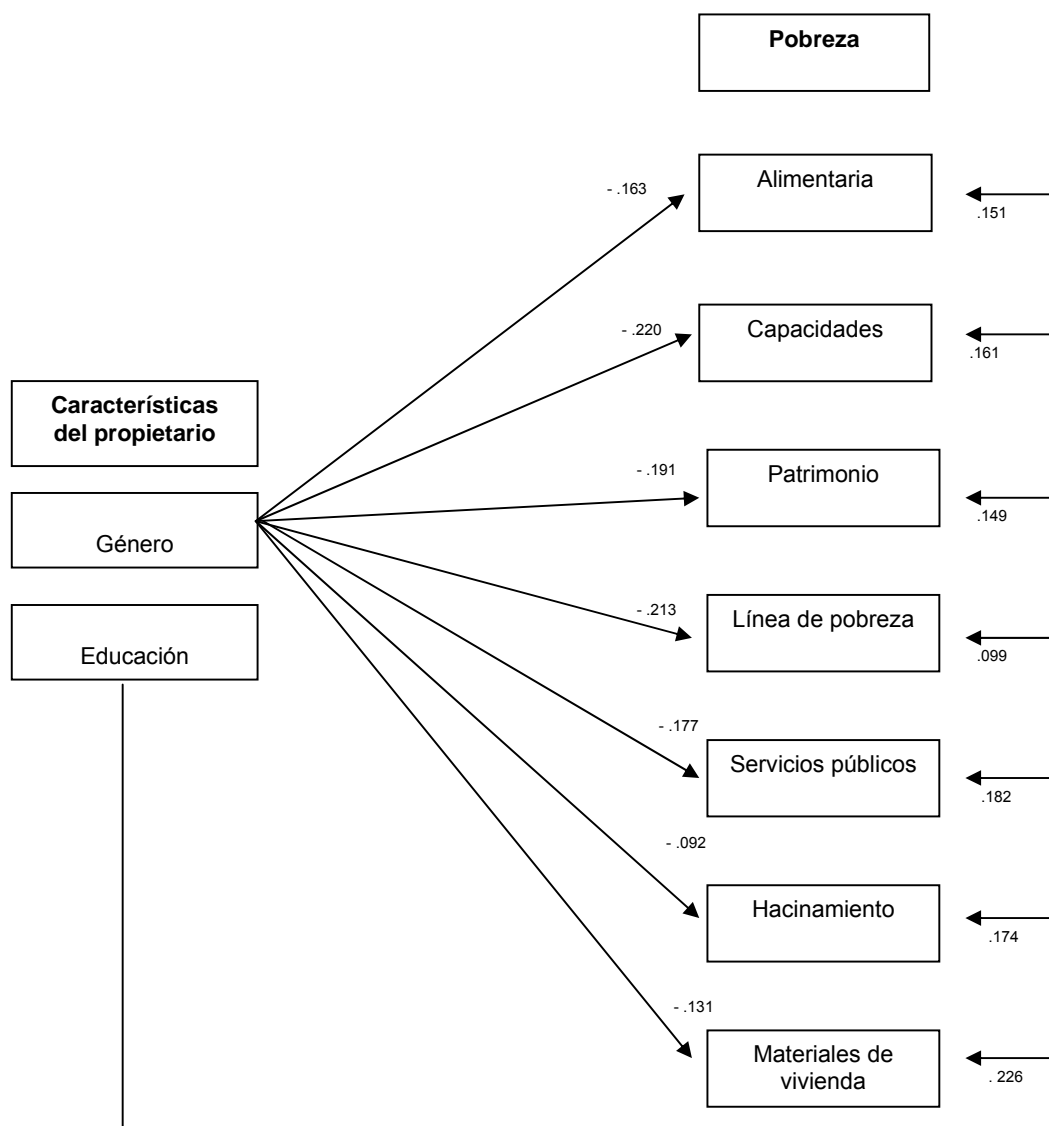 Pobreza
- .163
Alimentaria
.151
- .220
Capacidades
.161
Características
del propietario
- .191
Patrimonio
.149
Género
- .213
Línea de pobreza
.099
Educación
- .177
Servicios públicos
.182
- .092
Hacinamiento
.174
- .131
Materiales de
vivienda
. 226